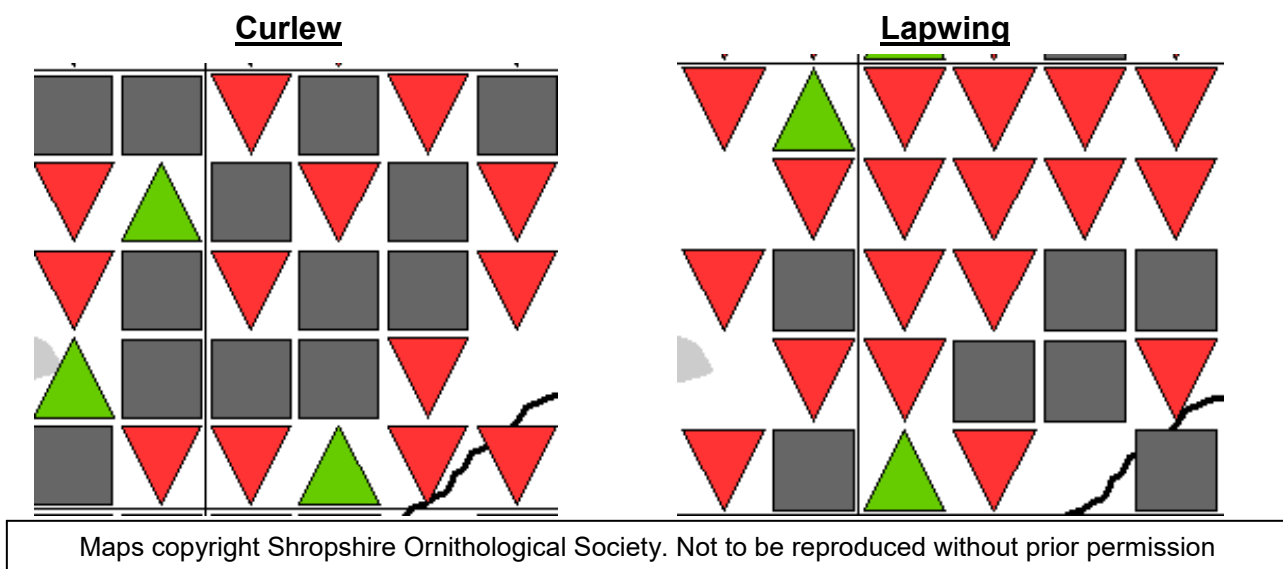 Curlew
Lapwing
Maps copyright Shropshire Ornithological Society. Not to be reproduced without prior permission